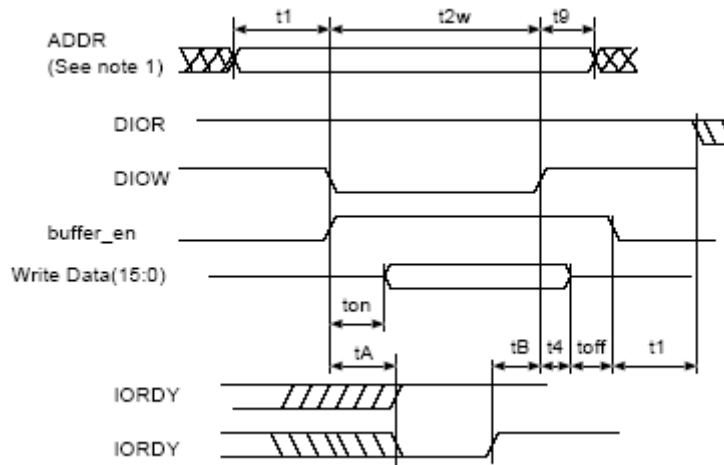 t1 t2w t9
ADDR
(See note 1)
DIOR
DIOW
buffer_en
Write Data(15:0)
ton
tA tB t4 toff t1
IORDY
IORDY